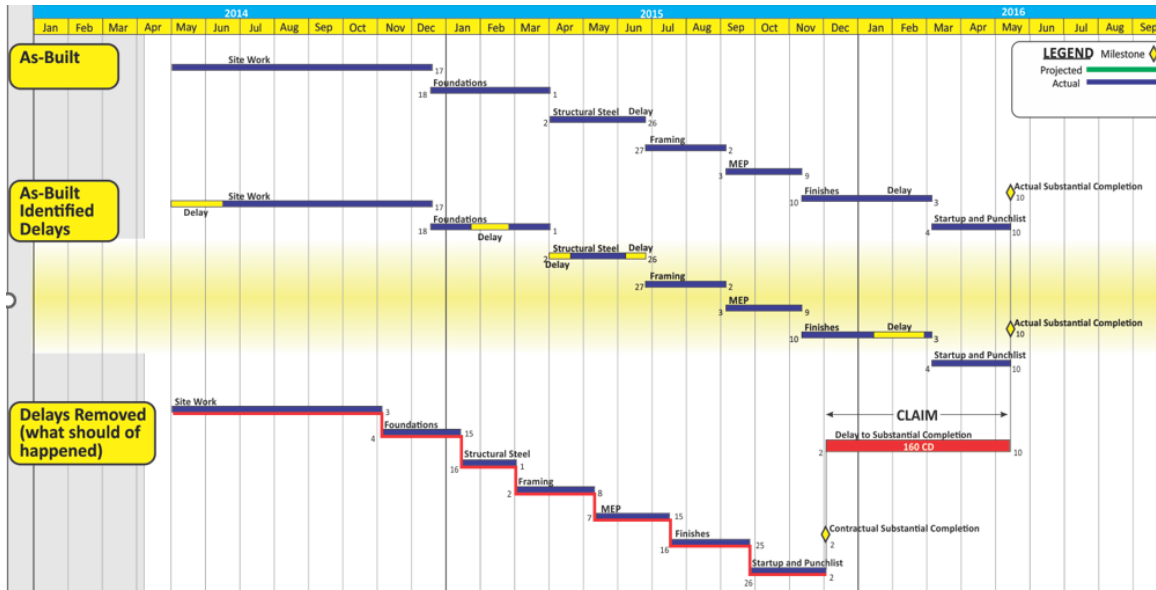 2014 2015 2016
Jan Feb Mar Apr May Jun Jul Aug Sep Oct Nov Dec Jan Feb Mar Apr May Jun Jul Aug Sep Oct Nov Dec Jan Feb Mar Apr May Jun Jul Aug Sep
As-Built
LEGEND Milestone
Projected
Actual
Site Work
17
Foundations
18 1
Structural Steel Delay
2 26
Framing
27 2
MEP
3 9
Finishes Delay
10 3
Actual Substantial Completion
10
Startup and Punchlist
4 10
As-Built
Identified
Delays
Site Work
Delay 17
Foundations
18 1
Delay
Structural Steel Delay
2 26
Delay
Framing
27 2
MEP
3 9
Finishes Delay
10 3
Actual Substantial Completion
10
Startup and Punchlist
4 10
Delays Removed
(what should of
happened)
Site Work
3
Foundations
4 15
Structural Steel
16 1
Framing
2 8
MEP
7 15
Finishes
16 25
Startup and Punchlist
26 2
CLAIM
Delay to Substantial Completion
2 160 CD 10
Contractual Substantial Completion
2